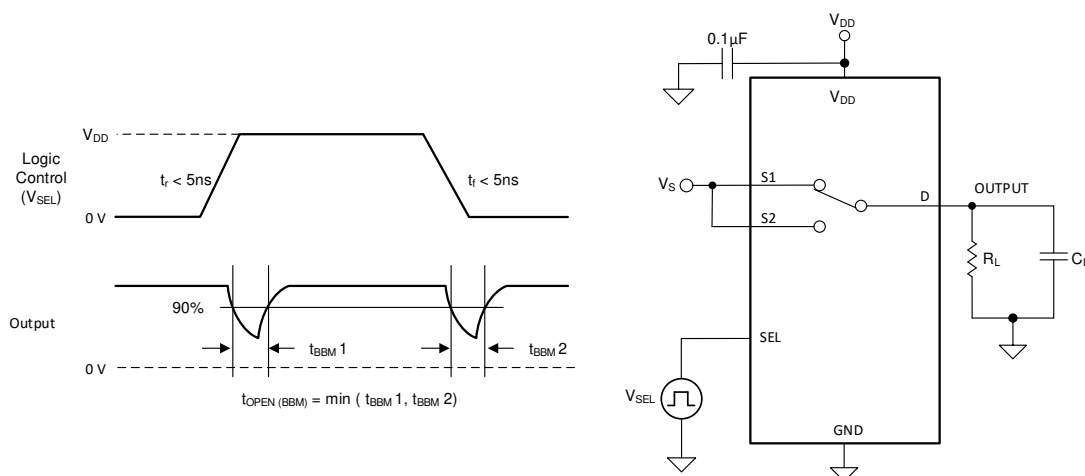 V_DD
Logic
Control
(V_SEL)
t_r < 5ns
t_f < 5ns
0 V
90%
Output
t_BBM 1
t_BBM 2
0 V
t_OPEN (BBM) = min ( t_BBM 1, t_BBM 2)
V_DD
0.1µF
V_DD
V_S
S1
S2
D
OUTPUT
R_L
C_L
SEL
V_SEL
GND